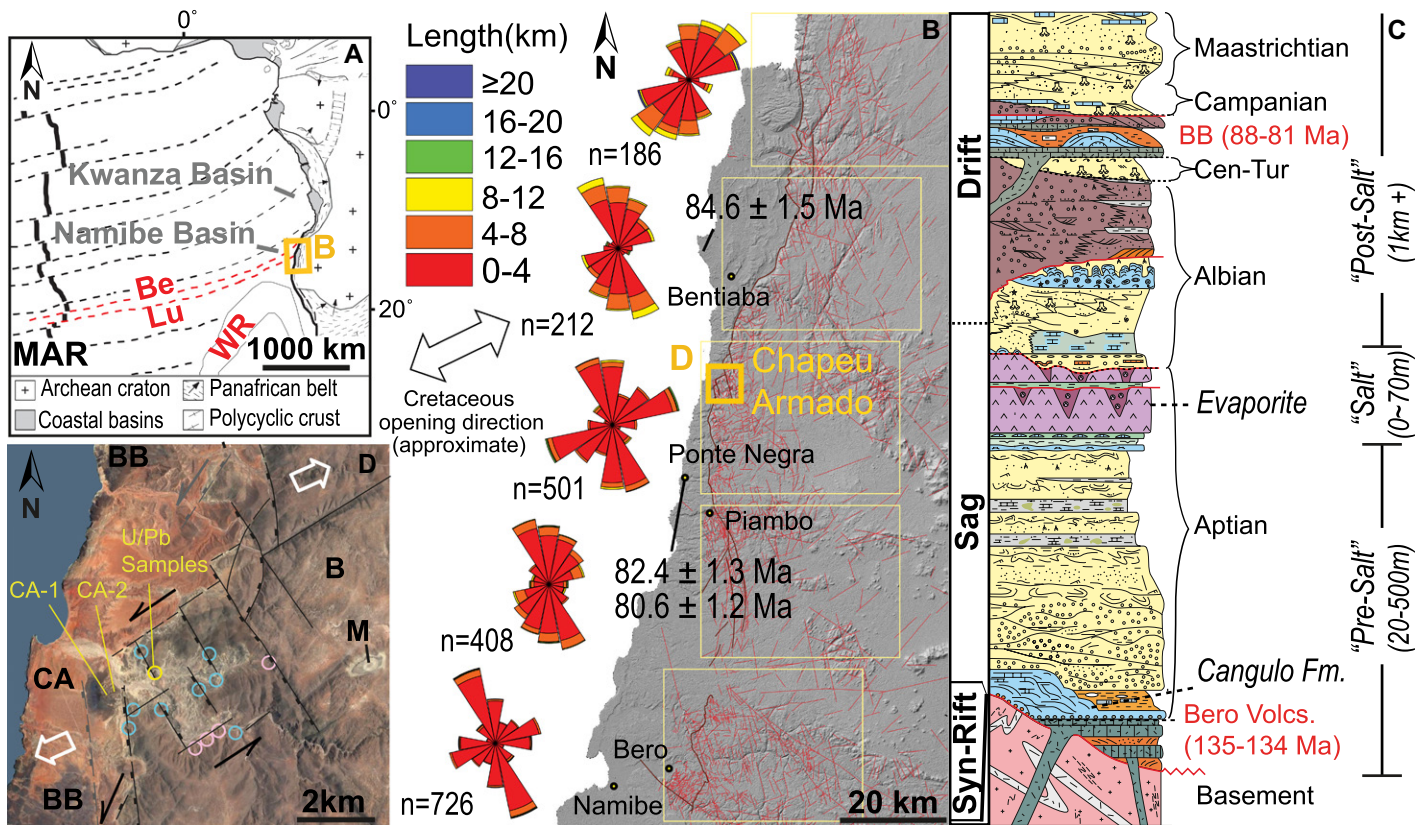 0°
A
N
0°
Kwanza Basin
Namibe Basin
B
Be
Lu
20°
WR
MAR
1000 km
Archean craton
Panafrican belt
Coastal basins
Polycyclic crust
Length(km)
≥20
16-20
12-16
8-12
4-8
0-4
Cretaceous
opening direction
(approximate)
N
B
n=186
84.6 ± 1.5 Ma
Bentiaba
n=212
D
Chapeu
Armado
Ponte Negra
n=501
Piambo
82.4 ± 1.3 Ma
80.6 ± 1.2 Ma
n=408
Bero
n=726
Namibe
20 km
BB
D
N
U/Pb
Samples
CA-1
CA-2
B
M
CA
BB
2km
C
Drift
Sag
Syn-Rift
Maastrichtian
Campanian
BB (88-81 Ma)
Cen-Tur
Albian
Evaporite
Aptian
Cangulo Fm.
Bero Volcs.
(135-134 Ma)
Basement
“Post-Salt”
(1km +)
“Salt”
(0~70m)
“Pre-Salt”
(20-500m)